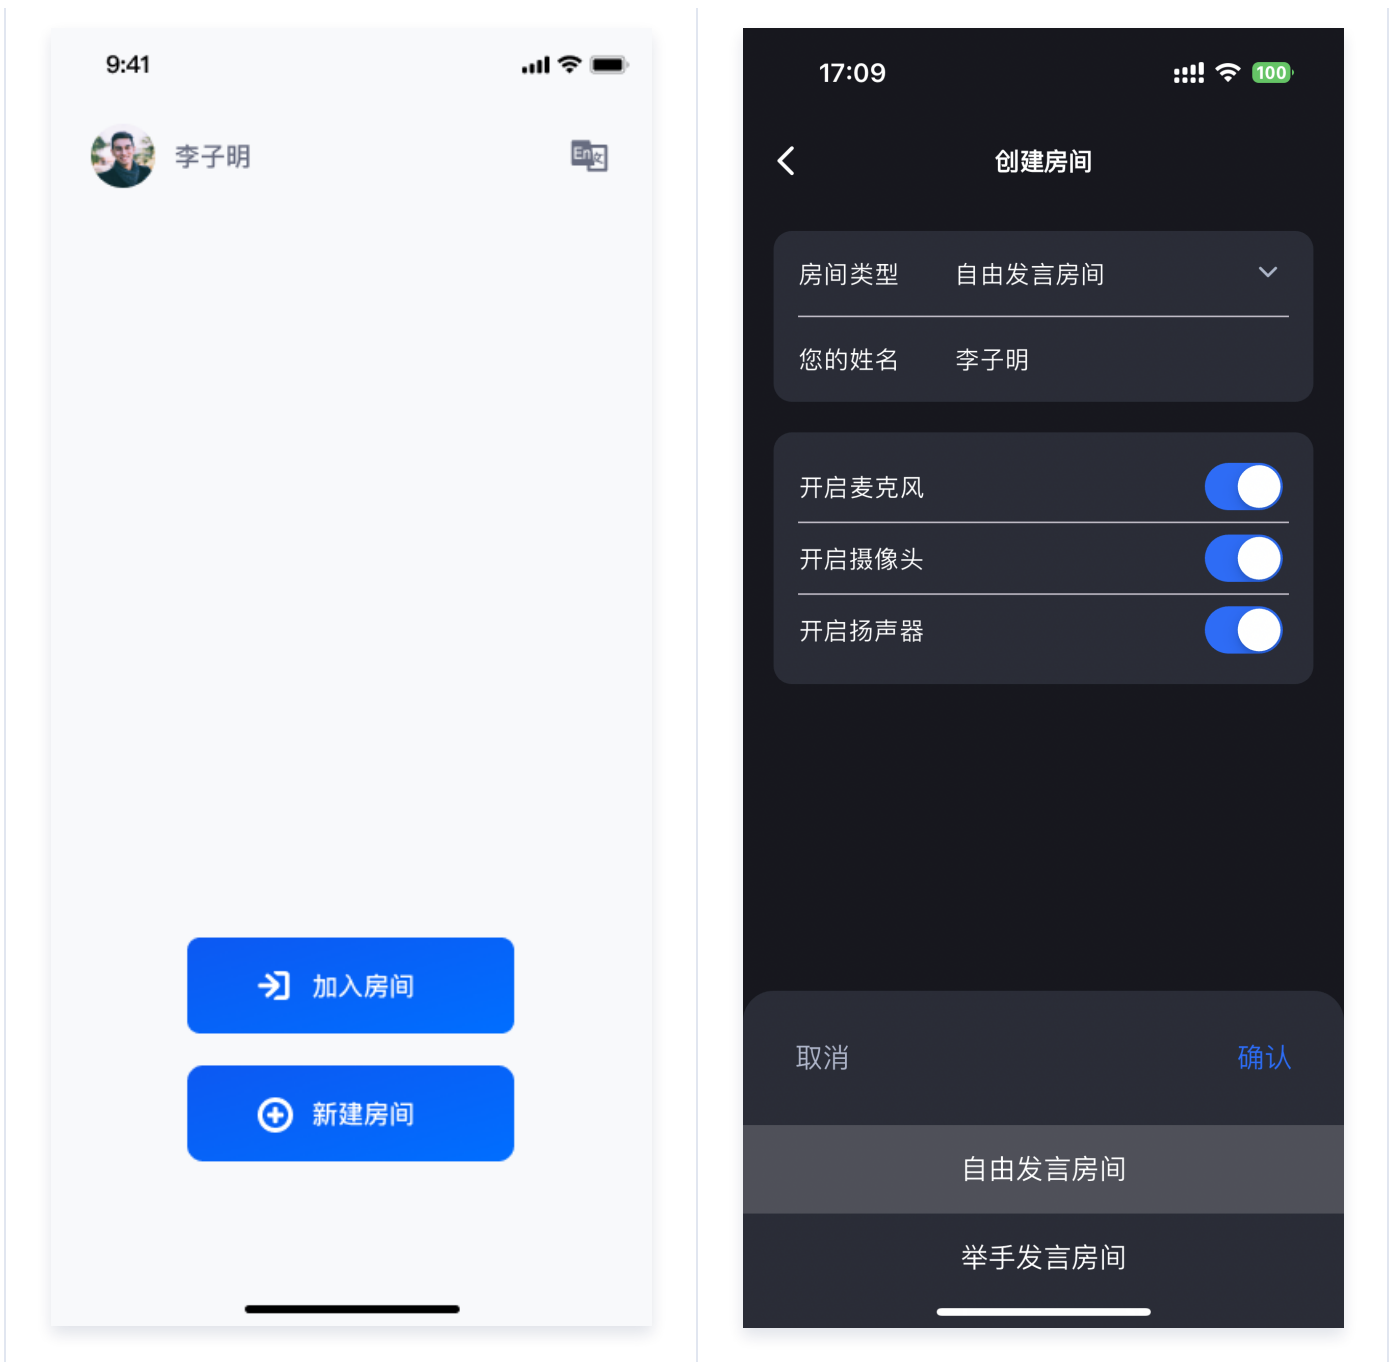 9:41
李子明
En文
加入房间
新建房间
17:09
100
创建房间
房间类型 自由发言房间
您的姓名 李子明
开启麦克风
开启摄像头
开启扬声器
取消 确认
自由发言房间
举手发言房间